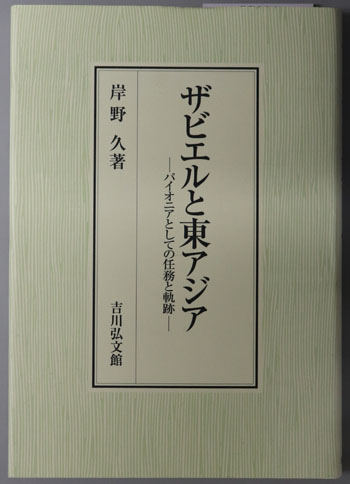 ザビエルと東アジア
―パイオニアとしての任務と軌跡―
岸野 久著
吉川弘文館